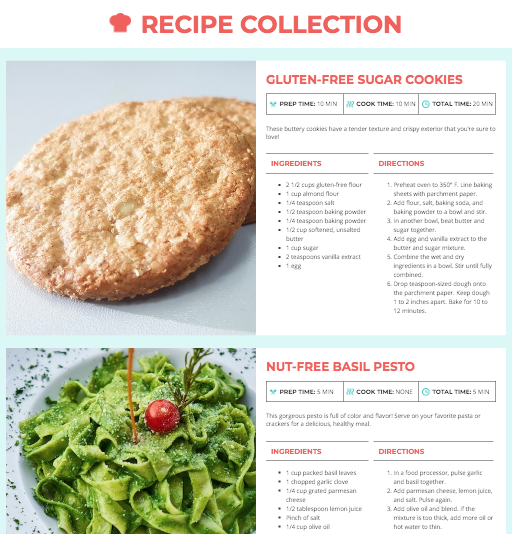 RECIPE COLLECTION
GLUTEN-FREE SUGAR COOKIES
PREP TIME: 10 MIN
COOK TIME: 10 MIN
TOTAL TIME: 20 MIN
These buttery cookies have a tender texture and crispy exterior that you're sure to
love!
INGREDIENTS
2 1/2 cups gluten-free flour
1 cup almond flour
1/4 teaspoon salt
1/2 teaspoon baking powder
1/4 teaspoon baking powder
1/2 cup softened, unsalted
butter
1 cup sugar
2 teaspoons vanilla extract
1 egg
DIRECTIONS
1. Preheat oven to 350° F. Line baking
sheets with parchment paper.
2. Add flour, salt, baking soda, and
baking powder to a bowl and stir.
3. In another bowl, beat butter and
sugar together.
4. Add egg and vanilla extract to the
butter and sugar mixture.
5. Combine the wet and dry
ingredients in a bowl. Stir until fully
combined.
6. Drop teaspoon-sized dough onto
the parchment paper. Keep dough
1 to 2 inches apart. Bake for 10 to
12 minutes.
NUT-FREE BASIL PESTO
PREP TIME: 5 MIN
COOK TIME: NONE
TOTAL TIME: 5 MIN
This gorgeous pesto is full of color and flavor! Serve on your favorite pasta or
crackers for a delicious, healthy meal.
INGREDIENTS
1 cup packed basil leaves
1 chopped garlic clove
1/4 cup grated parmesan
cheese
1/2 tablespoon lemon juice
Pinch of salt
1/4 cup olive oil
DIRECTIONS
1. In a food processor, pulse garlic
and basil together.
2. Add parmesan cheese, lemon juice,
and salt. Pulse again.
3. Add olive oil and blend. If the
mixture is too thick, add more oil or
hot water to thin.